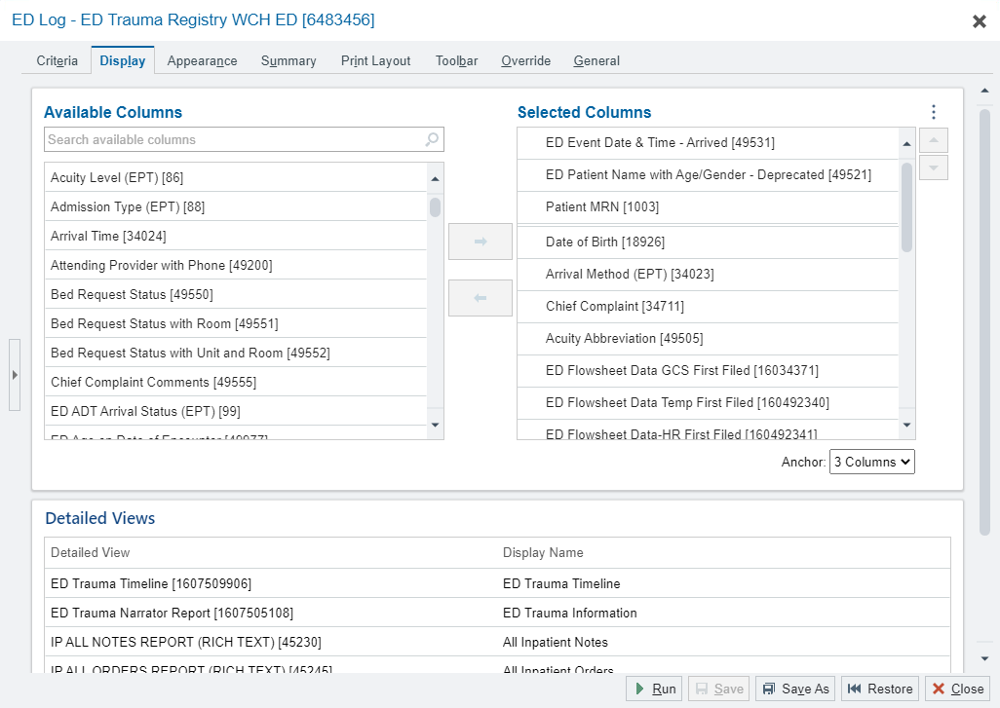 ED Log - ED Trauma Registry WCH ED [6483456]
Criteria Display Appearance Summary Print Layout Toolbar Override General
Available Columns
Search available columns
Acuity Level (EPT) [86]
Admission Type (EPT) [88]
Arrival Time [34024]
Attending Provider with Phone [49200]
Bed Request Status [49550]
Bed Request Status with Room [49551]
Bed Request Status with Unit and Room [49552]
Chief Complaint Comments [49555]
ED ADT Arrival Status (EPT) [99]
ED Age on Date of Encounter [49977]
Selected Columns
ED Event Date & Time - Arrived [49531]
ED Patient Name with Age/Gender - Deprecated [49521]
Patient MRN [1003]
Date of Birth [18926]
Arrival Method (EPT) [34023]
Chief Complaint [34711]
Acuity Abbreviation [49505]
ED Flowsheet Data GCS First Filed [16034371]
ED Flowsheet Data Temp First Filed [160492340]
ED Flowsheet Data-HR First Filed [160492341]
Anchor: 3 Columns
Detailed Views
Detailed View Display Name
ED Trauma Timeline [1607509906] ED Trauma Timeline
ED Trauma Narrator Report [1607505108] ED Trauma Information
IP ALL NOTES REPORT (RICH TEXT) [45230] All Inpatient Notes
IP ALL ORDERS REPORT (RICH TEXT) [45245] All Inpatient Orders
Run Save Save As Restore Close